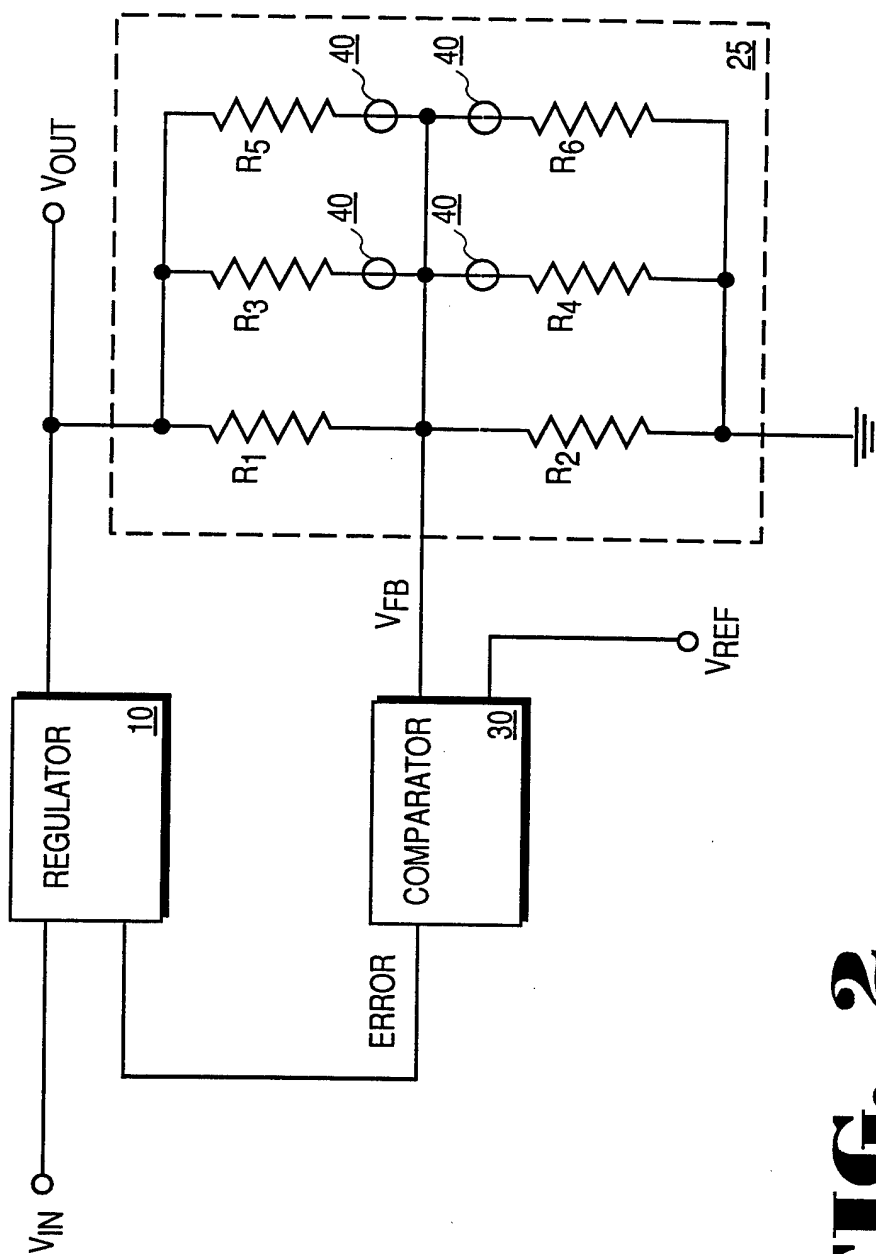 VIN
REGULATOR
10
VOUT
ERROR
COMPARATOR
30
VFB
VREF
R1
R3
R5
40
40
40
40
R2
R4
R6
25
FIG. 2